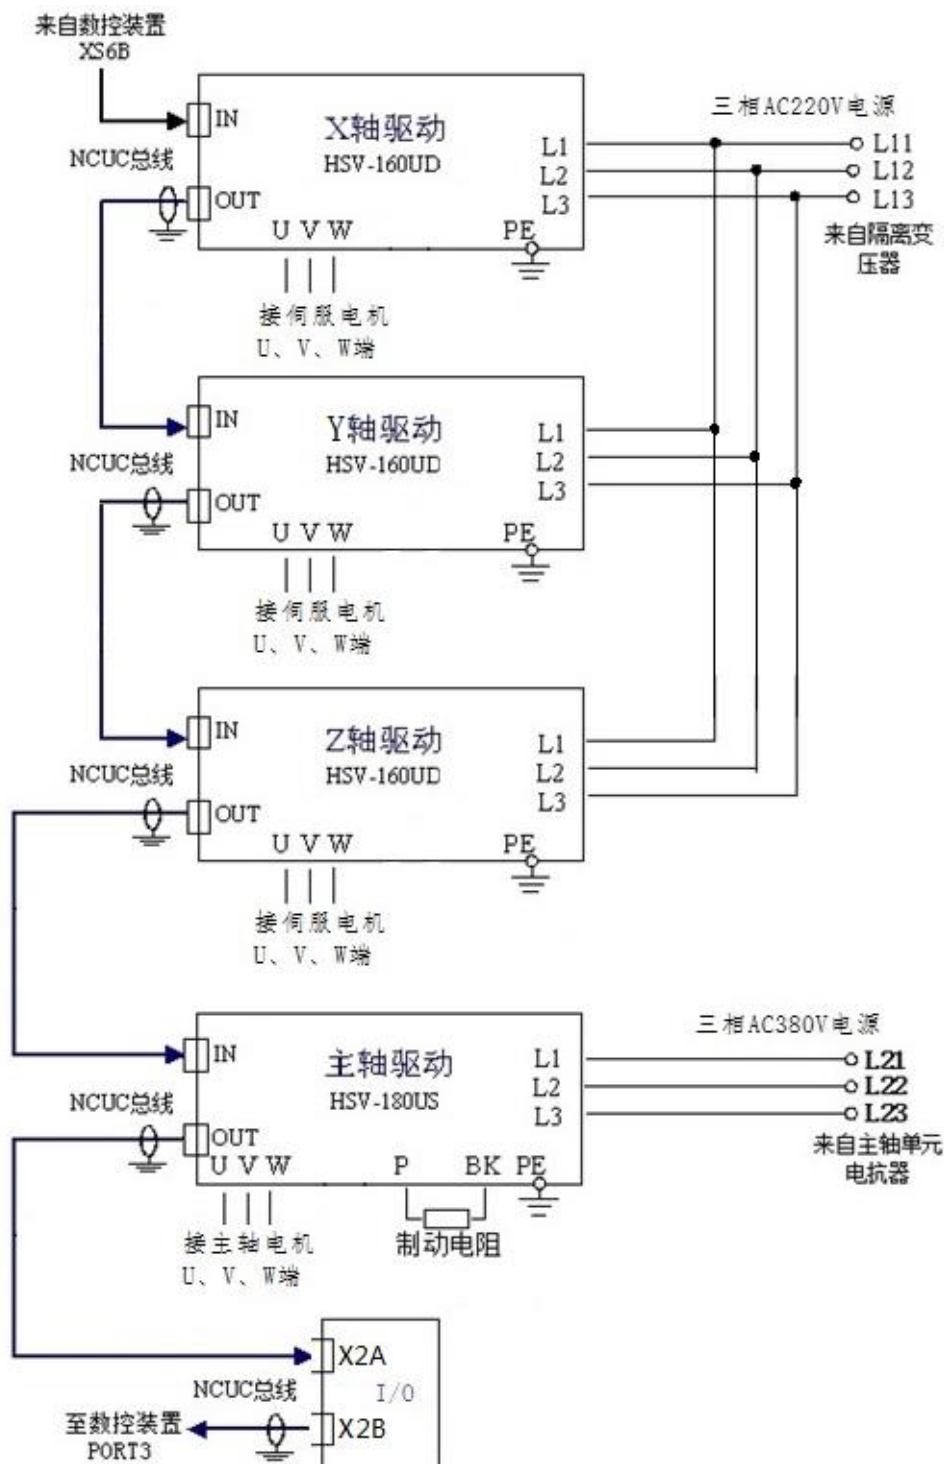 来自数控装置
XS6B
IN
X轴驱动
HSV-160UD
三相AC220V电源
L1
L2
L3
L11
L12
L13
来自隔离变
压器
NCUC总线
OUT
U V W
PE
接伺服电机
U、V、W端
IN
Y轴驱动
HSV-160UD
L1
L2
L3
NCUC总线
OUT
U V W
PE
接伺服电机
U、V、W端
IN
Z轴驱动
HSV-160UD
L1
L2
L3
NCUC总线
OUT
U V W
PE
接伺服电机
U、V、W端
三相AC380V电源
IN
主轴驱动
HSV-180US
L1
L2
L3
L21
L22
L23
来自主轴单元
电抗器
NCUC总线
OUT
U V W
P
BK
PE
制动电阻
接主轴电机
U、V、W端
X2A
I/O
NCUC总线
X2B
至数控装置
PORT3